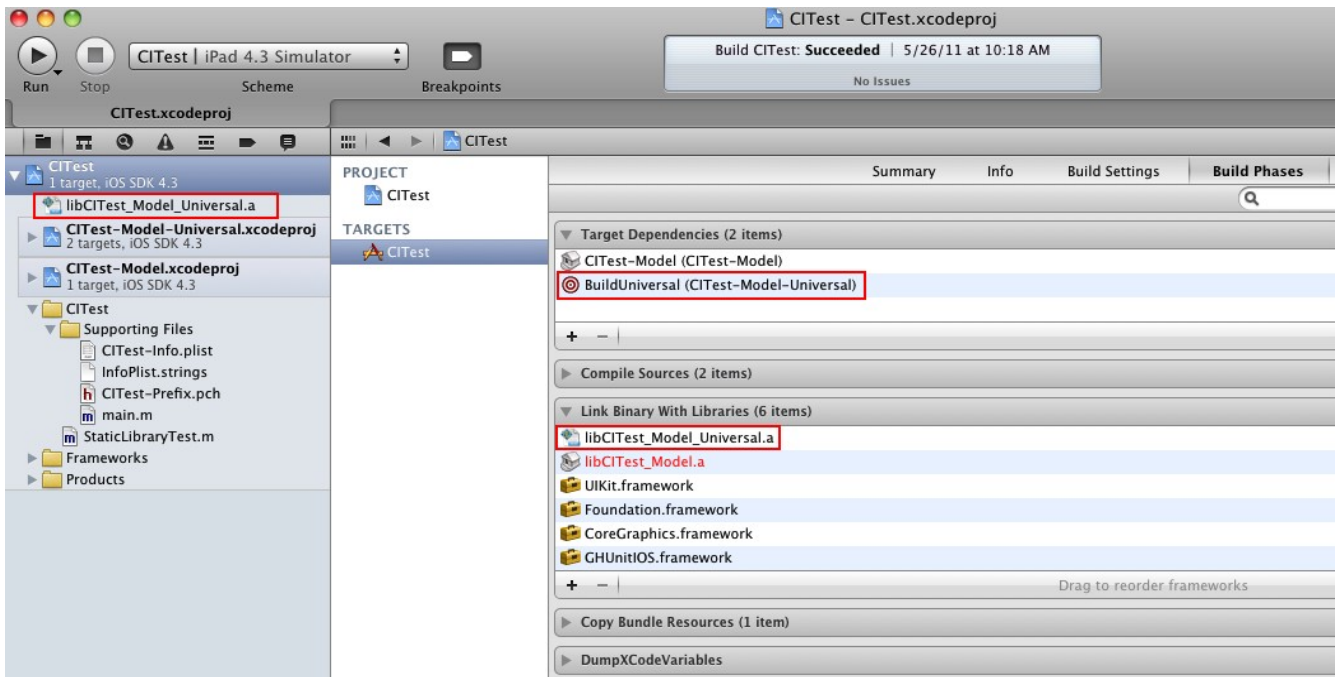 CITest - CITest.xcodeproj
CITest | iPad 4.3 Simulator
Build CITest: Succeeded | 5/26/11 at 10:18 AM
No Issues
Run Stop Scheme Breakpoints
CITest.xcodeproj
CITest
CITest
1 target, iOS SDK 4.3
libCITest_Model_Universal.a
CITest-Model-Universal.xcodeproj
2 targets, iOS SDK 4.3
CITest-Model.xcodeproj
1 target, iOS SDK 4.3
CITest
Supporting Files
CITest-Info.plist
InfoPlist.strings
h CITest-Prefix.pch
m main.m
m StaticLibraryTest.m
Frameworks
Products
PROJECT
CITest
TARGETS
CITest
Summary Info Build Settings Build Phases
Target Dependencies (2 items)
CITest-Model (CITest-Model)
BuildUniversal (CITest-Model-Universal)
+ -
Compile Sources (2 items)
Link Binary With Libraries (6 items)
libCITest_Model_Universal.a
libCITest_Model.a
UIKit.framework
Foundation.framework
CoreGraphics.framework
GHUnitIOS.framework
+ - Drag to reorder frameworks
Copy Bundle Resources (1 item)
DumpXCodeVariables